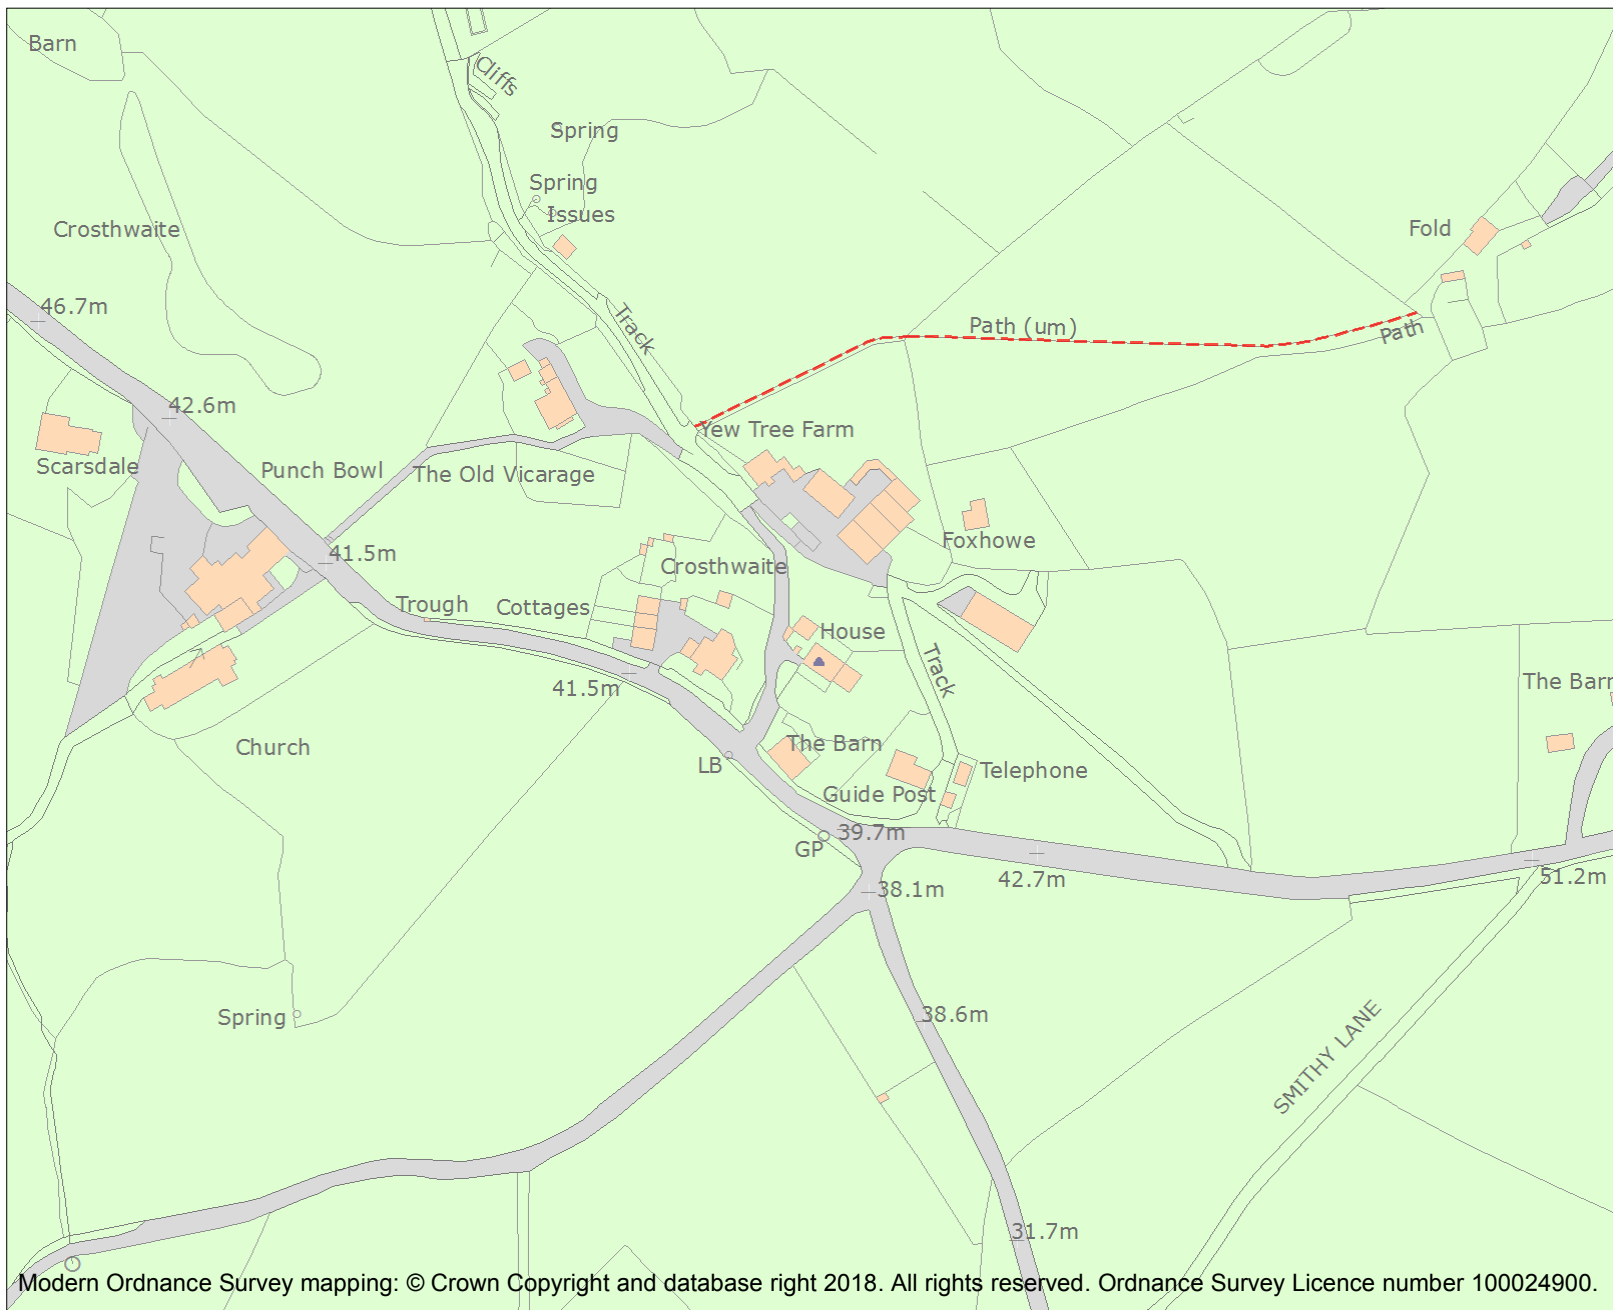 Barn
Cliffs
Spring
Spring
Issues
Crosthwaite
Fold
46.7m
Track
Path (um)
Path
42.6m
Yew Tree Farm
Scarsdale
Punch Bowl
The Old Vicarage
41.5m
Foxhowe
Crosthwaite
Trough
Cottages
House
Track
41.5m
The Barn
Church
The Barn
LB
Telephone
Guide Post
39.7m
GP
42.7m
38.1m
51.2m
Spring
38.6m
SMITHY LANE
31.7m
Modern Ordnance Survey mapping: © Crown Copyright and database right 2018. All rights reserved. Ordnance Survey Licence number 100024900.